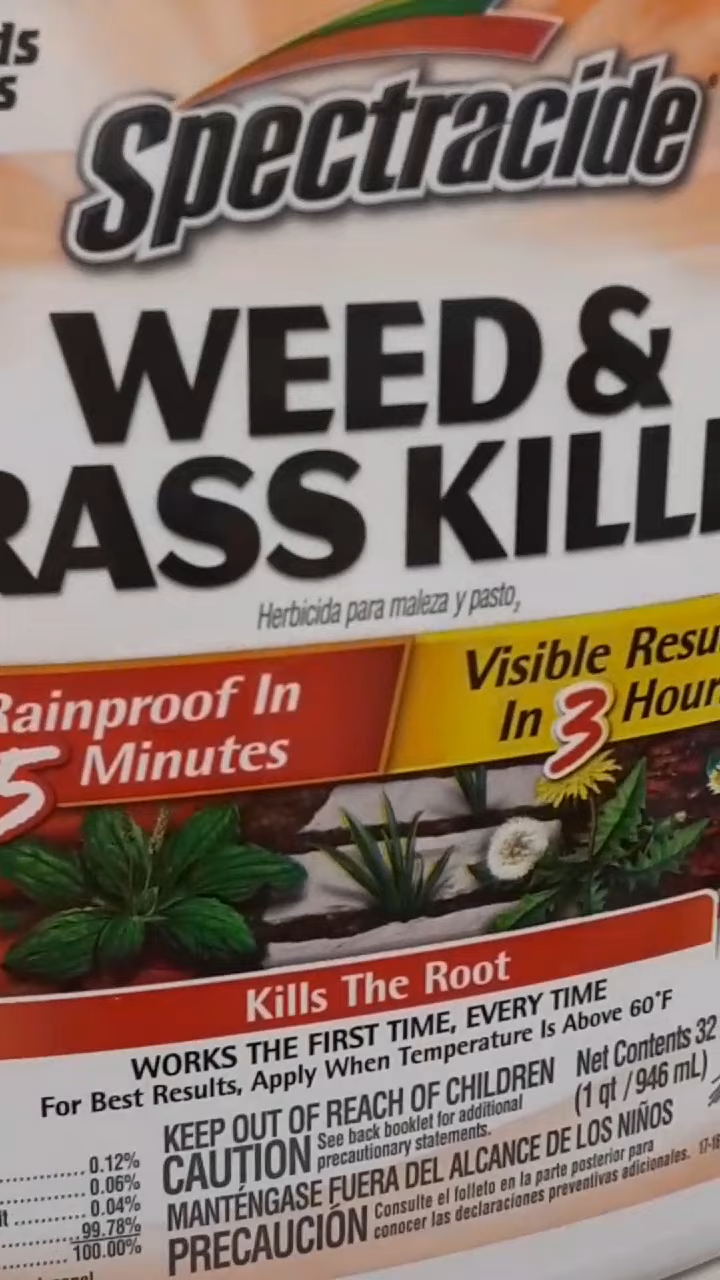 ds
s
Spectracide
WEED &
RASS KILLE
Herbicida para maleza y pasto,
Rainproof In
5 Minutes
Visible Resu
In 3 Hour
Kills The Root
WORKS THE FIRST TIME, EVERY TIME
For Best Results, Apply When Temperature Is Above 60°F
KEEP OUT OF REACH OF CHILDREN
CAUTION See back booklet for additional
precautionary statements.
Net Contents 32
(1 qt / 946 mL)
MANTÉNGASE FUERA DEL ALCANCE DE LOS NIÑOS
PRECAUCIÓN Consulte el folleto en la parte posterior para
conocer las declaraciones preventivas adicionales.
0.12%
0.06%
it 0.04%
99.78%
100.00%